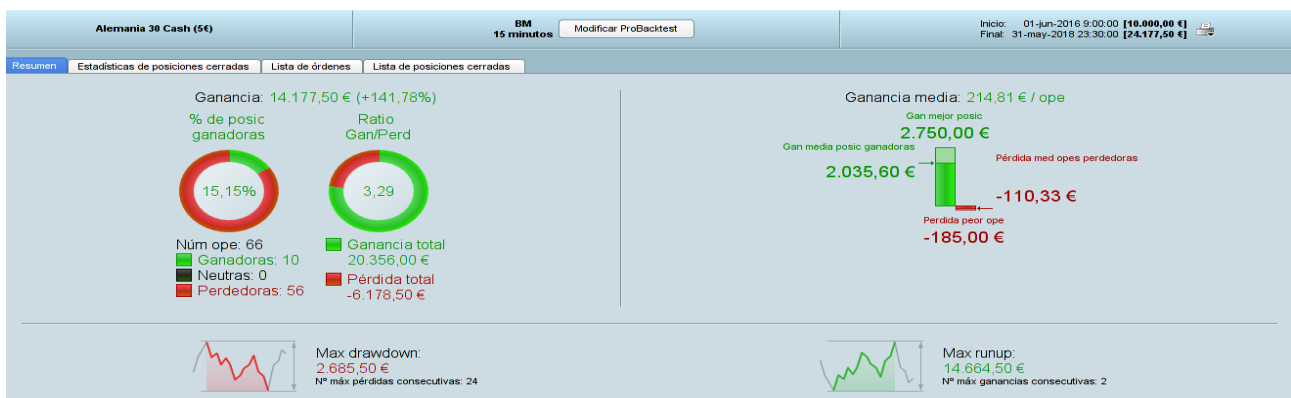 Alemania 30 Cash (5€)
BM
15 minutos
Modificar ProBacktest
Inicio: 01-jun-2016 9:00:00 [10.000,00 €]
Final: 31-may-2018 23:30:00 [24.177,50 €]
Resumen
Estadísticas de posiciones cerradas
Lista de órdenes
Lista de posiciones cerradas
Ganancia: 14.177,50 € (+141,78%)
% de posic
ganadoras
15,15%
Núm ope: 66
Ganadoras: 10
Neutras: 0
Perdedoras: 56
Ratio
Gan/Perd
3,29
Ganancia total
20.356,00 €
Pérdida total
-6.178,50 €
Ganancia media: 214,81 € / ope
Gan mejor posic
2.750,00 €
Gan media posic ganadoras
2.035,60 €
Pérdida med opes perdedoras
-110,33 €
Perdida peor ope
-185,00 €
Max drawdown:
2.685,50 €
Nº máx pérdidas consecutivas: 24
Max runup:
14.664,50 €
Nº máx ganancias consecutivas: 2